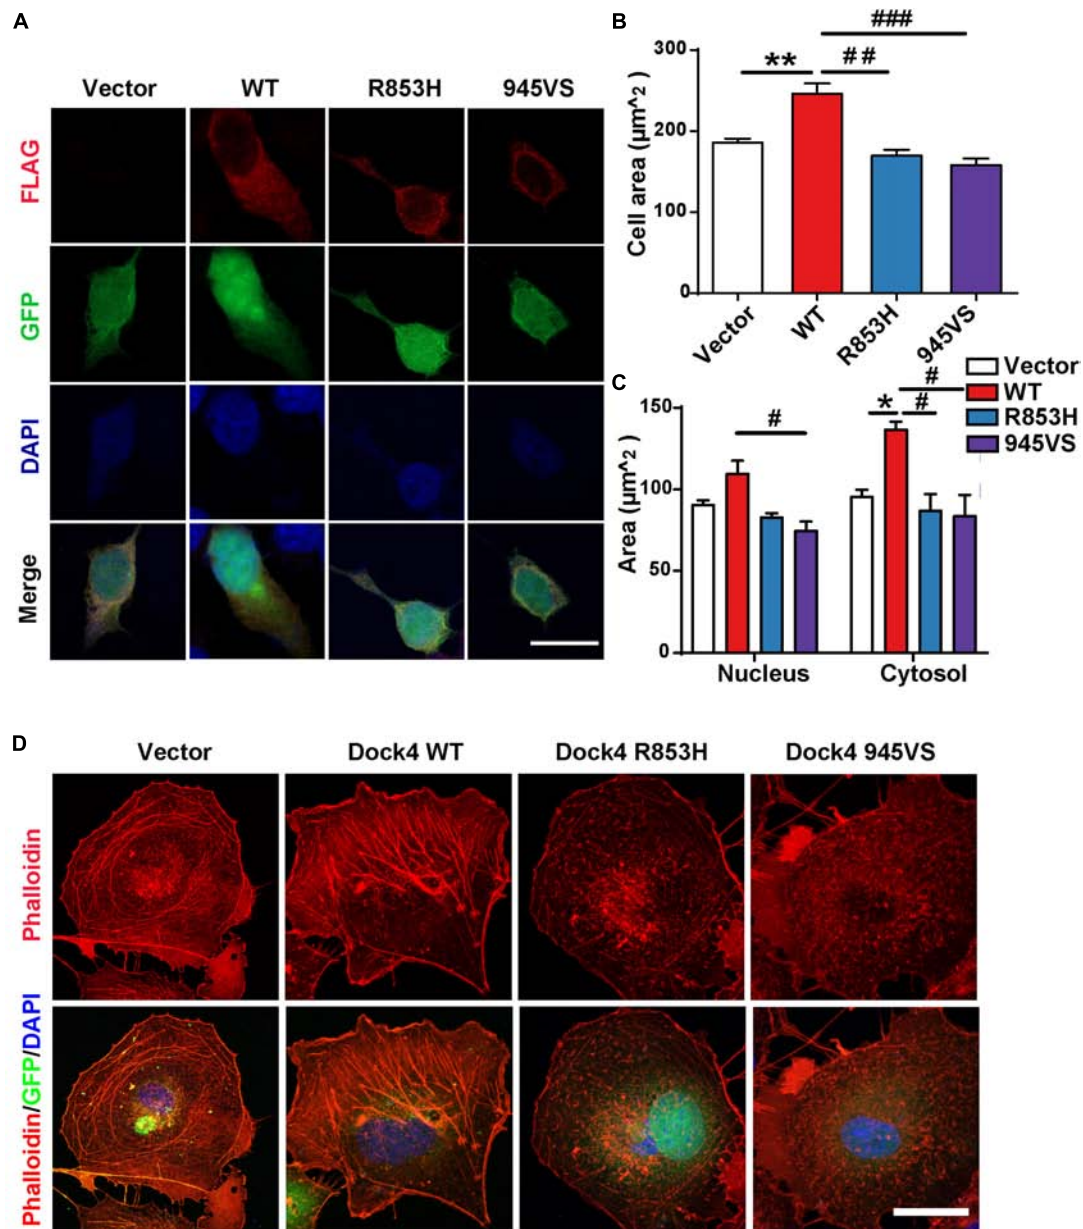 A
Vector WT R853H 945VS
FLAG
GFP
DAPI
Merge
B
###
** ##
Cell area (µm^2 )
300
200
100
0
Vector WT R853H 945VS
C
Vector
WT
R853H
945VS
#
* #
#
Area (µm^2 )
150
100
50
0
Nucleus Cytosol
D
Vector Dock4 WT Dock4 R853H Dock4 945VS
Phalloidin
Phalloidin/GFP/DAPI